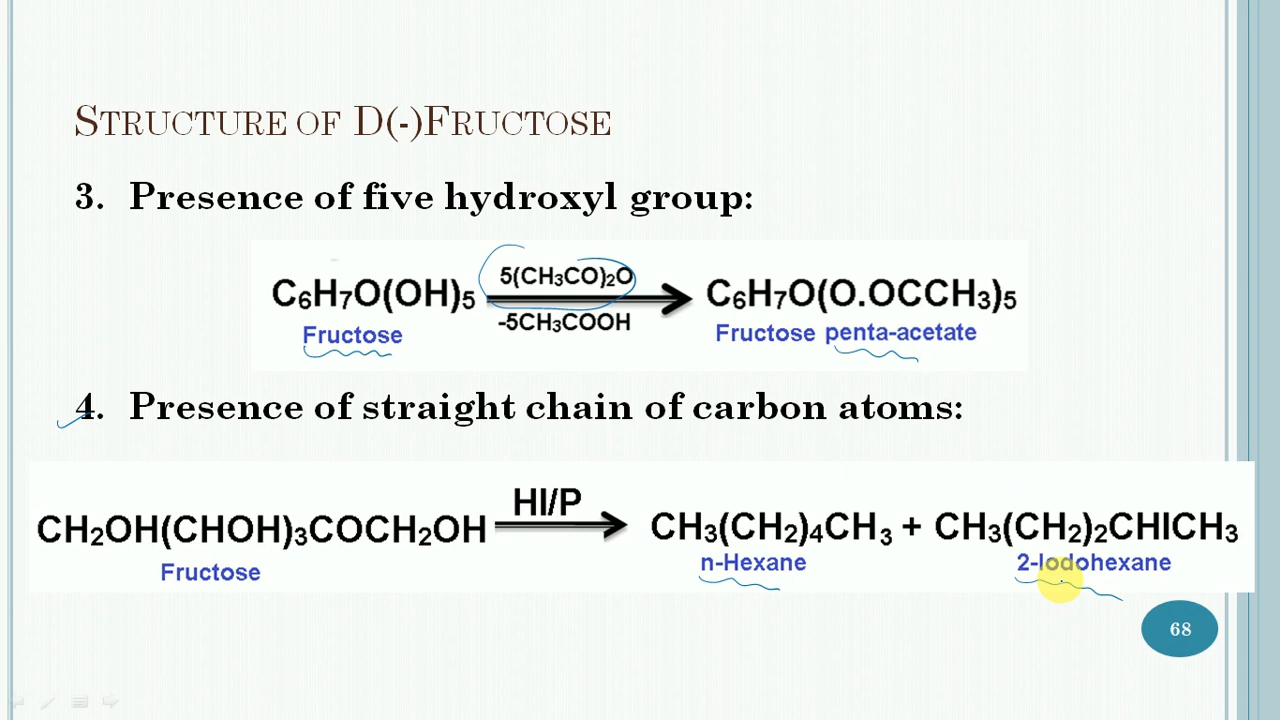 STRUCTURE OF D(-)FRUCTOSE
3. Presence of five hydroxyl group:
5(CH₃CO)₂O
C₆H₇O(OH)₅ C₆H₇O(O.OCCH₃)₅
-5CH₃COOH
Fructose Fructose penta-acetate
4. Presence of straight chain of carbon atoms:
HI/P
CH₂OH(CHOH)₃COCH₂OH CH₃(CH₂)₄CH₃ + CH₃(CH₂)₂CHICH₃
Fructose n-Hexane 2-Iodohexane
68